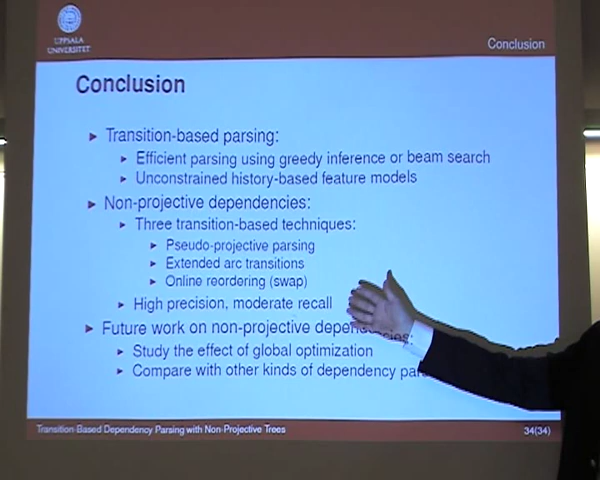 UPPSALA
UNIVERSITET
Conclusion
Conclusion
Transition-based parsing:
Efficient parsing using greedy inference or beam search
Unconstrained history-based feature models
Non-projective dependencies:
Three transition-based techniques:
Pseudo-projective parsing
Extended arc transitions
Online reordering (swap)
High precision, moderate recall
Future work on non-projective dependencies:
Study the effect of global optimization
Compare with other kinds of dependency
Transition-Based Dependency Parsing with Non-Projective Trees
34(34)